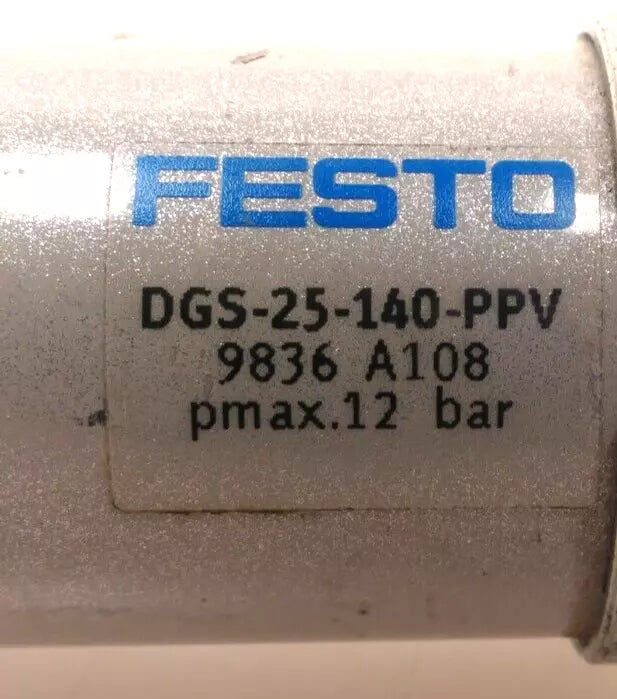 FESTO
DGS-25-140-PPV
9836 A108
pmax.12 bar